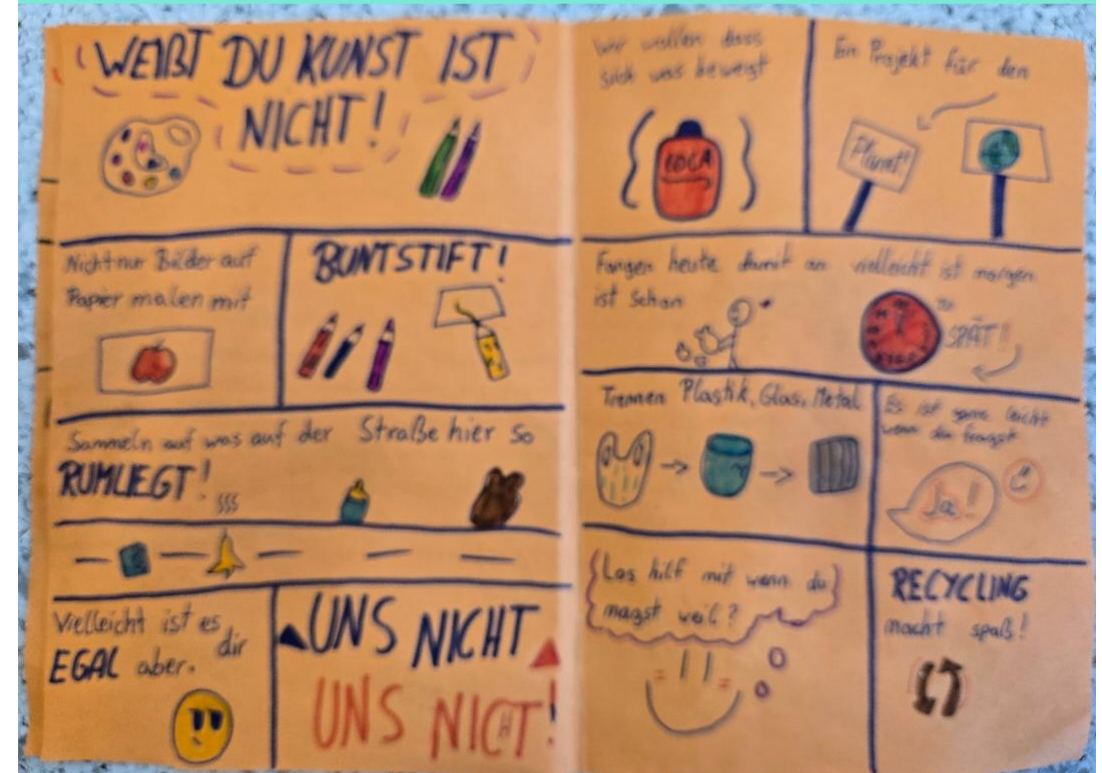 WEIßT DU KUNST IST
NICHT!
Nicht nur Bilder auf
Papier malen mit
BUNTSTIFT!
Sammeln auf was auf der Straße hier so
RUMLIEGT!
Vielleicht ist es
dir
EGAL aber.
UNS NICHT
UNS NICHT!
Wir wollen dass
sich was bewegt
COCA
Ein Projekt für den
Planet!
Fangen heute damit an vielleicht ist morgen
ist schon
zu
SPÄT!
Trennen Plastik, Glas, Metal
Es ist ganz leicht
wenn du fragst
Ja!
Los hilf mit wenn du
magst weil?
RECYCLING
macht spaß!